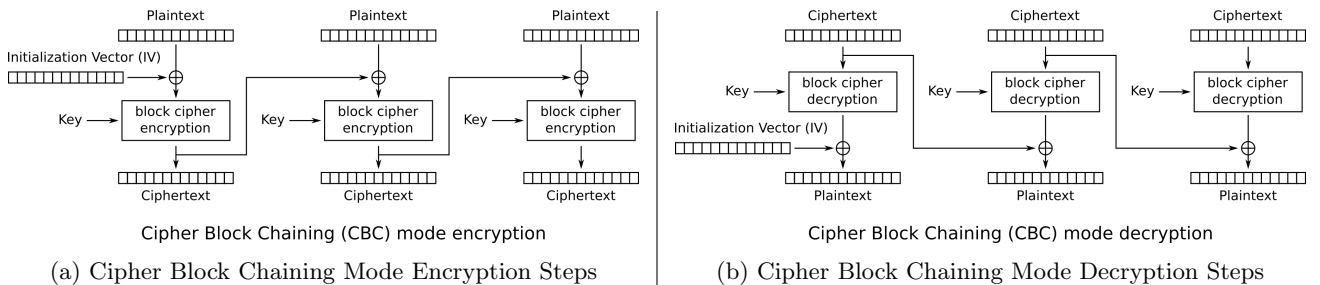 Plaintext
Plaintext
Plaintext
Initialization Vector (IV)
Key
block cipher
encryption
Key
block cipher
encryption
Key
block cipher
encryption
Ciphertext
Ciphertext
Ciphertext
Cipher Block Chaining (CBC) mode encryption
(a) Cipher Block Chaining Mode Encryption Steps
Ciphertext
Ciphertext
Ciphertext
Key
block cipher
decryption
Key
block cipher
decryption
Key
block cipher
decryption
Initialization Vector (IV)
Plaintext
Plaintext
Plaintext
Cipher Block Chaining (CBC) mode decryption
(b) Cipher Block Chaining Mode Decryption Steps